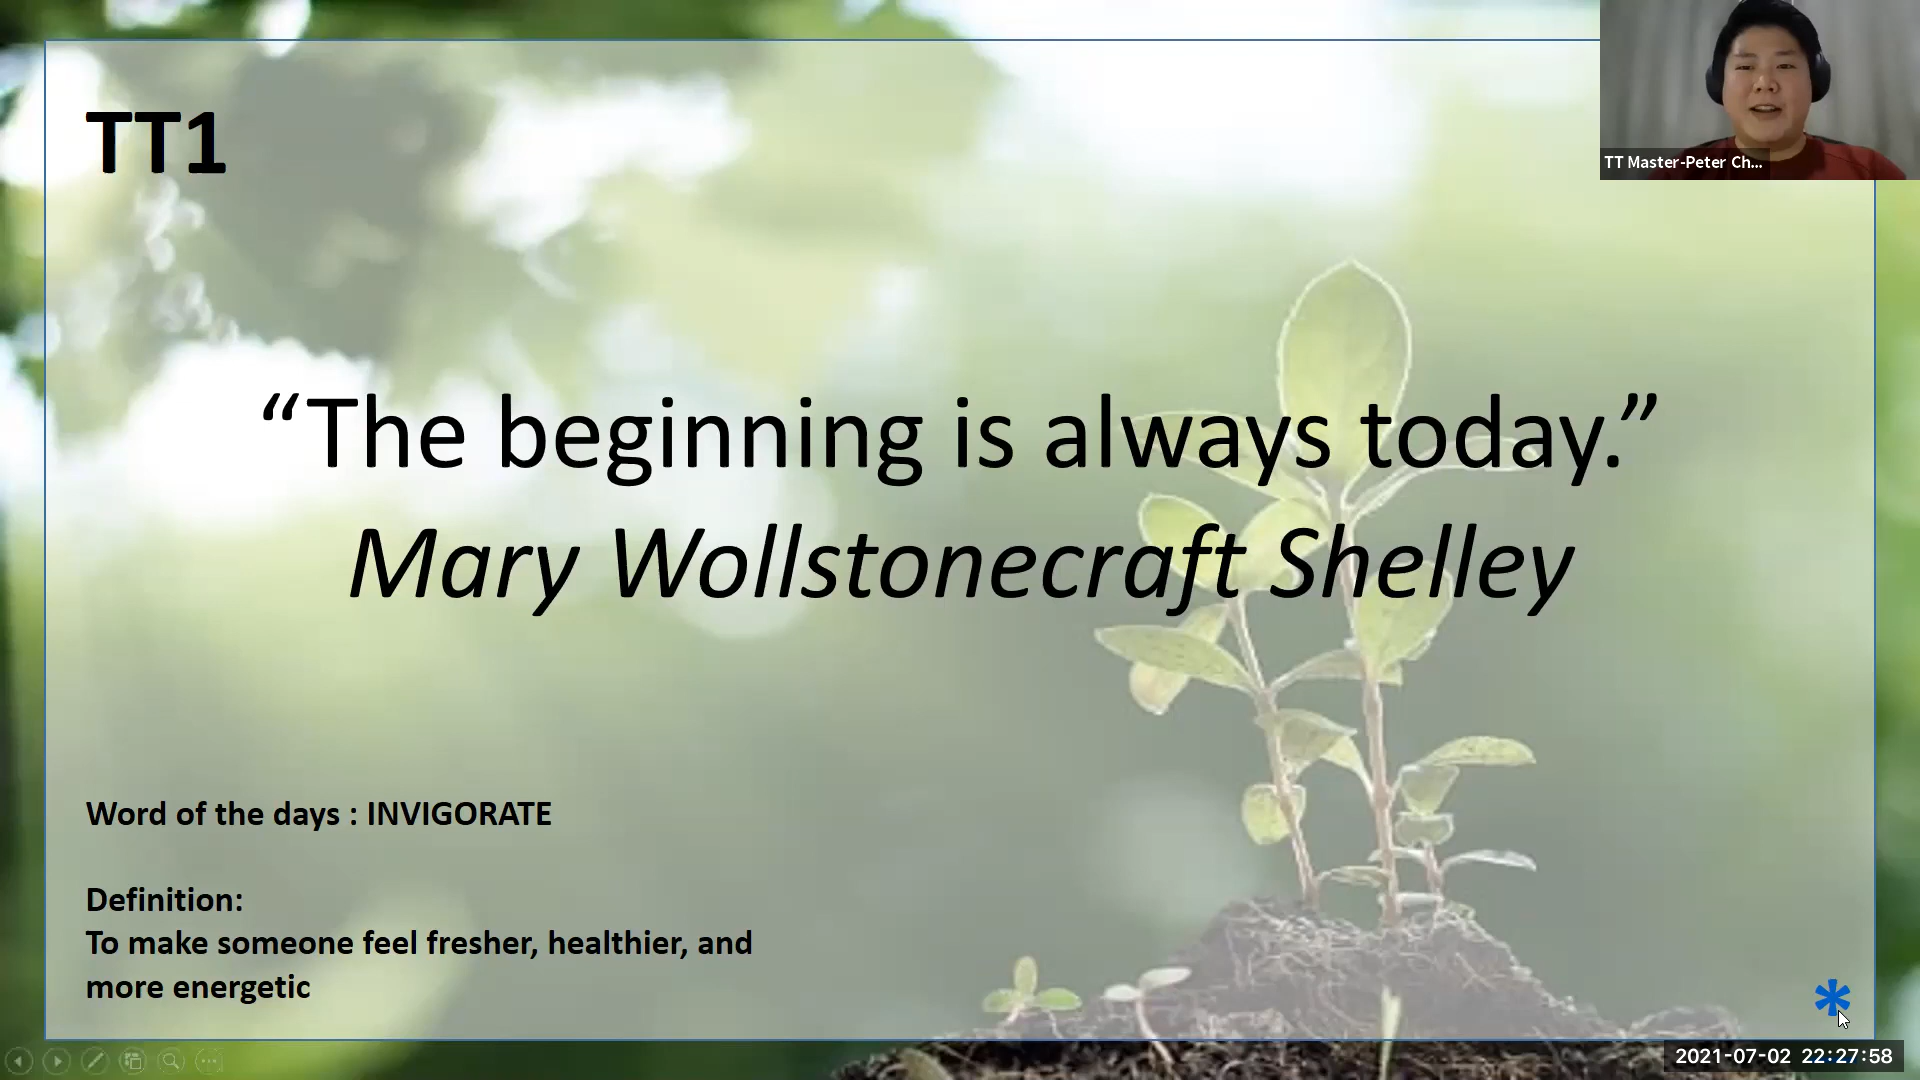 TT1
TT Master-Peter Ch...
“The beginning is always today.”
Mary Wollstonecraft Shelley
Word of the days : INVIGORATE
Definition:
To make someone feel fresher, healthier, and
more energetic
*
2021-07-02 22:27:58